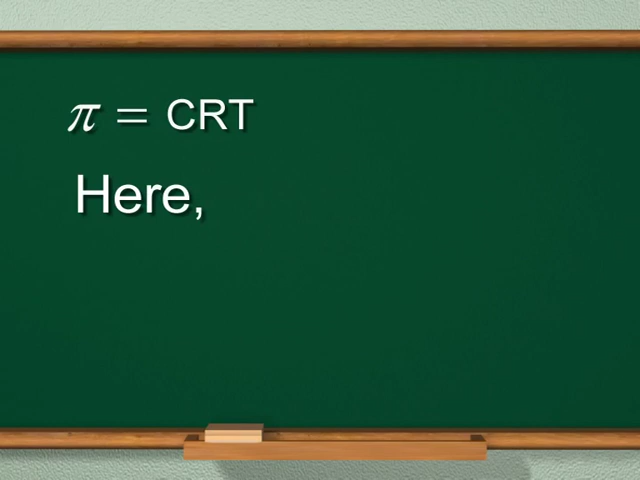 π = CRT
Here,